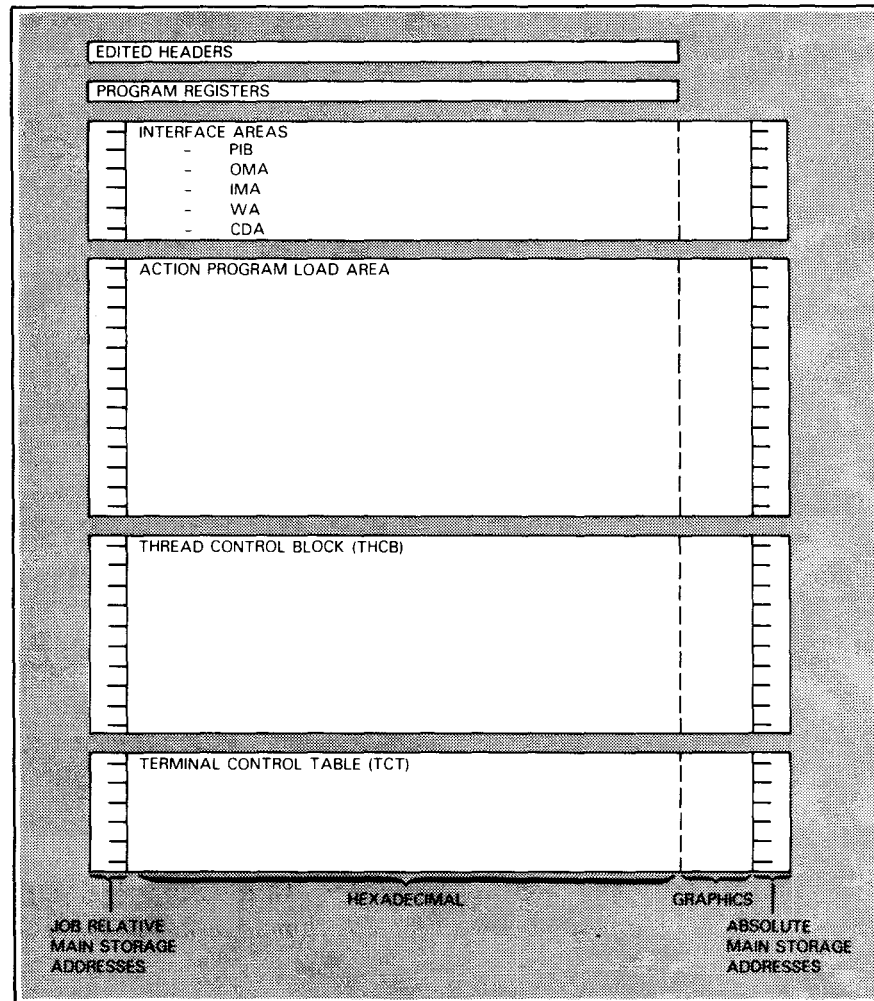 EDITED HEADERS
PROGRAM REGISTERS
INTERFACE AREAS
- PIB
- OMA
- IMA
- WA
- CDA
ACTION PROGRAM LOAD AREA
THREAD CONTROL BLOCK (THCB)
TERMINAL CONTROL TABLE (TCT)
HEXADECIMAL
GRAPHICS
JOB RELATIVE
MAIN STORAGE
ADDRESSES
ABSOLUTE
MAIN STORAGE
ADDRESSES